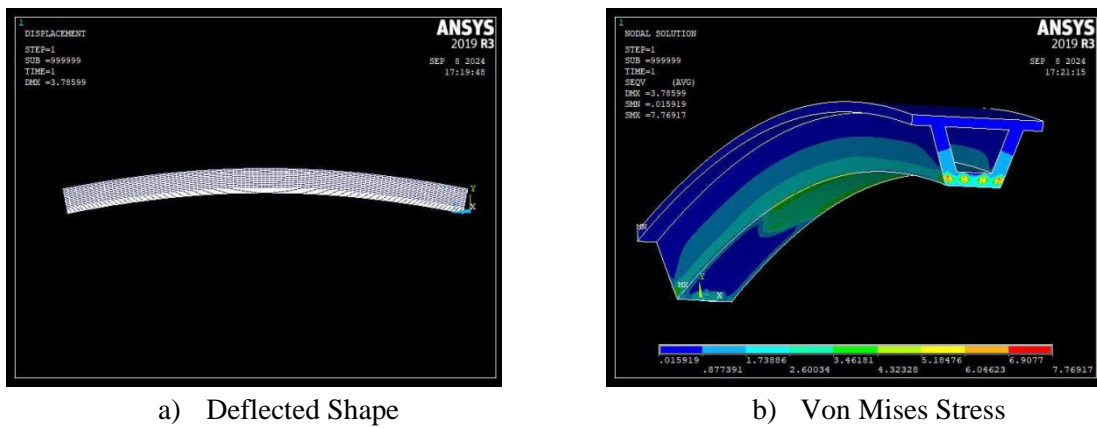 1
DISPLACEMENT
STEP=1
SUB =999999
TIME=1
DMX =3.78599
ANSYS
2019 R3
SEP 8 2024
17:19:48
Y
X
a) Deflected Shape
1
NODAL SOLUTION
STEP=1
SUB =999999
TIME=1
SEQV (AVG)
DMX =3.78599
SMN =.015919
SMX =7.76917
ANSYS
2019 R3
SEP 8 2024
17:21:15
MN
MX
Y
X
.015919 1.73886 3.46181 5.18476 6.9077
.877391 2.60034 4.32328 6.04623 7.76917
b) Von Mises Stress